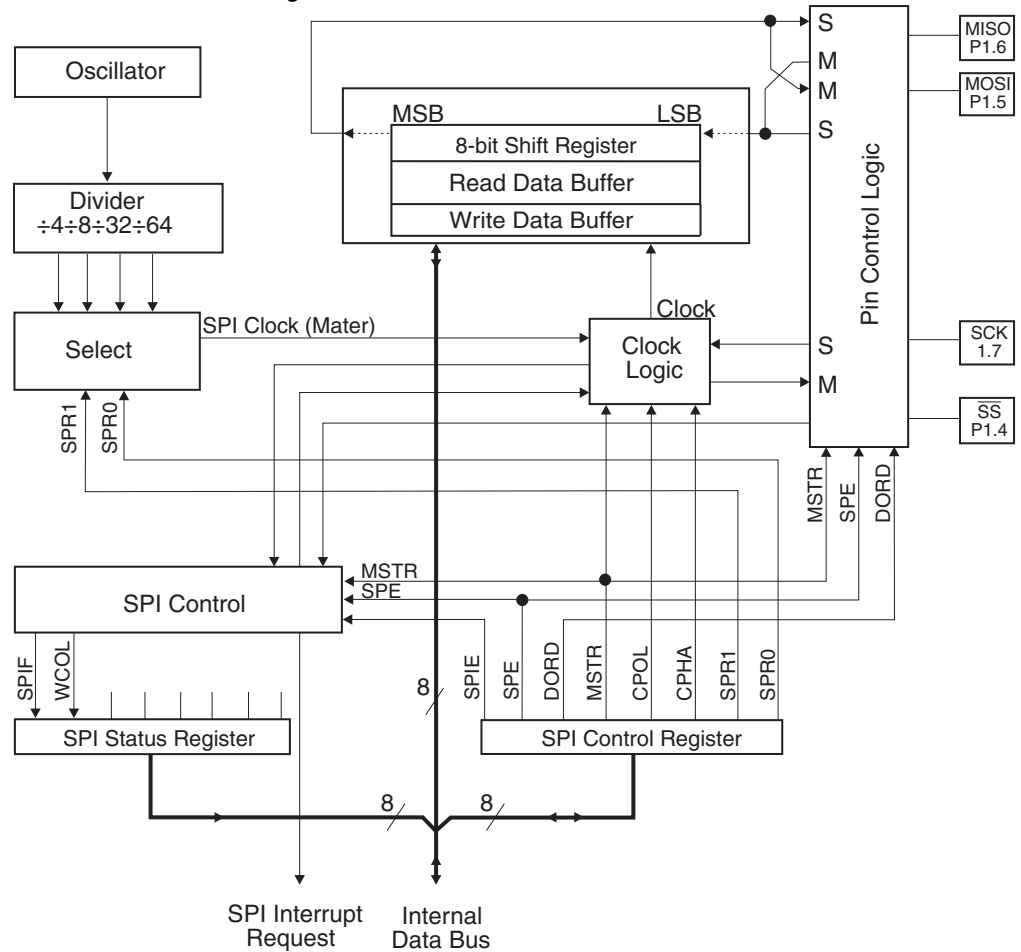 Oscillator
Divider
÷4÷8÷32÷64
Select
SPI Clock (Mater)
SPR1
SPR0
MSB
LSB
8-bit Shift Register
Read Data Buffer
Write Data Buffer
Clock
Clock
Logic
S
M
M
S
S
M
Pin Control Logic
MISO
P1.6
MOSI
P1.5
SCK
1.7
SS
P1.4
MSTR
SPE
DORD
SPI Control
MSTR
SPE
SPIF
WCOL
SPIE
SPE
DORD
MSTR
CPOL
CPHA
SPR1
SPR0
8
SPI Status Register
SPI Control Register
8
8
SPI Interrupt
Request
Internal
Data Bus